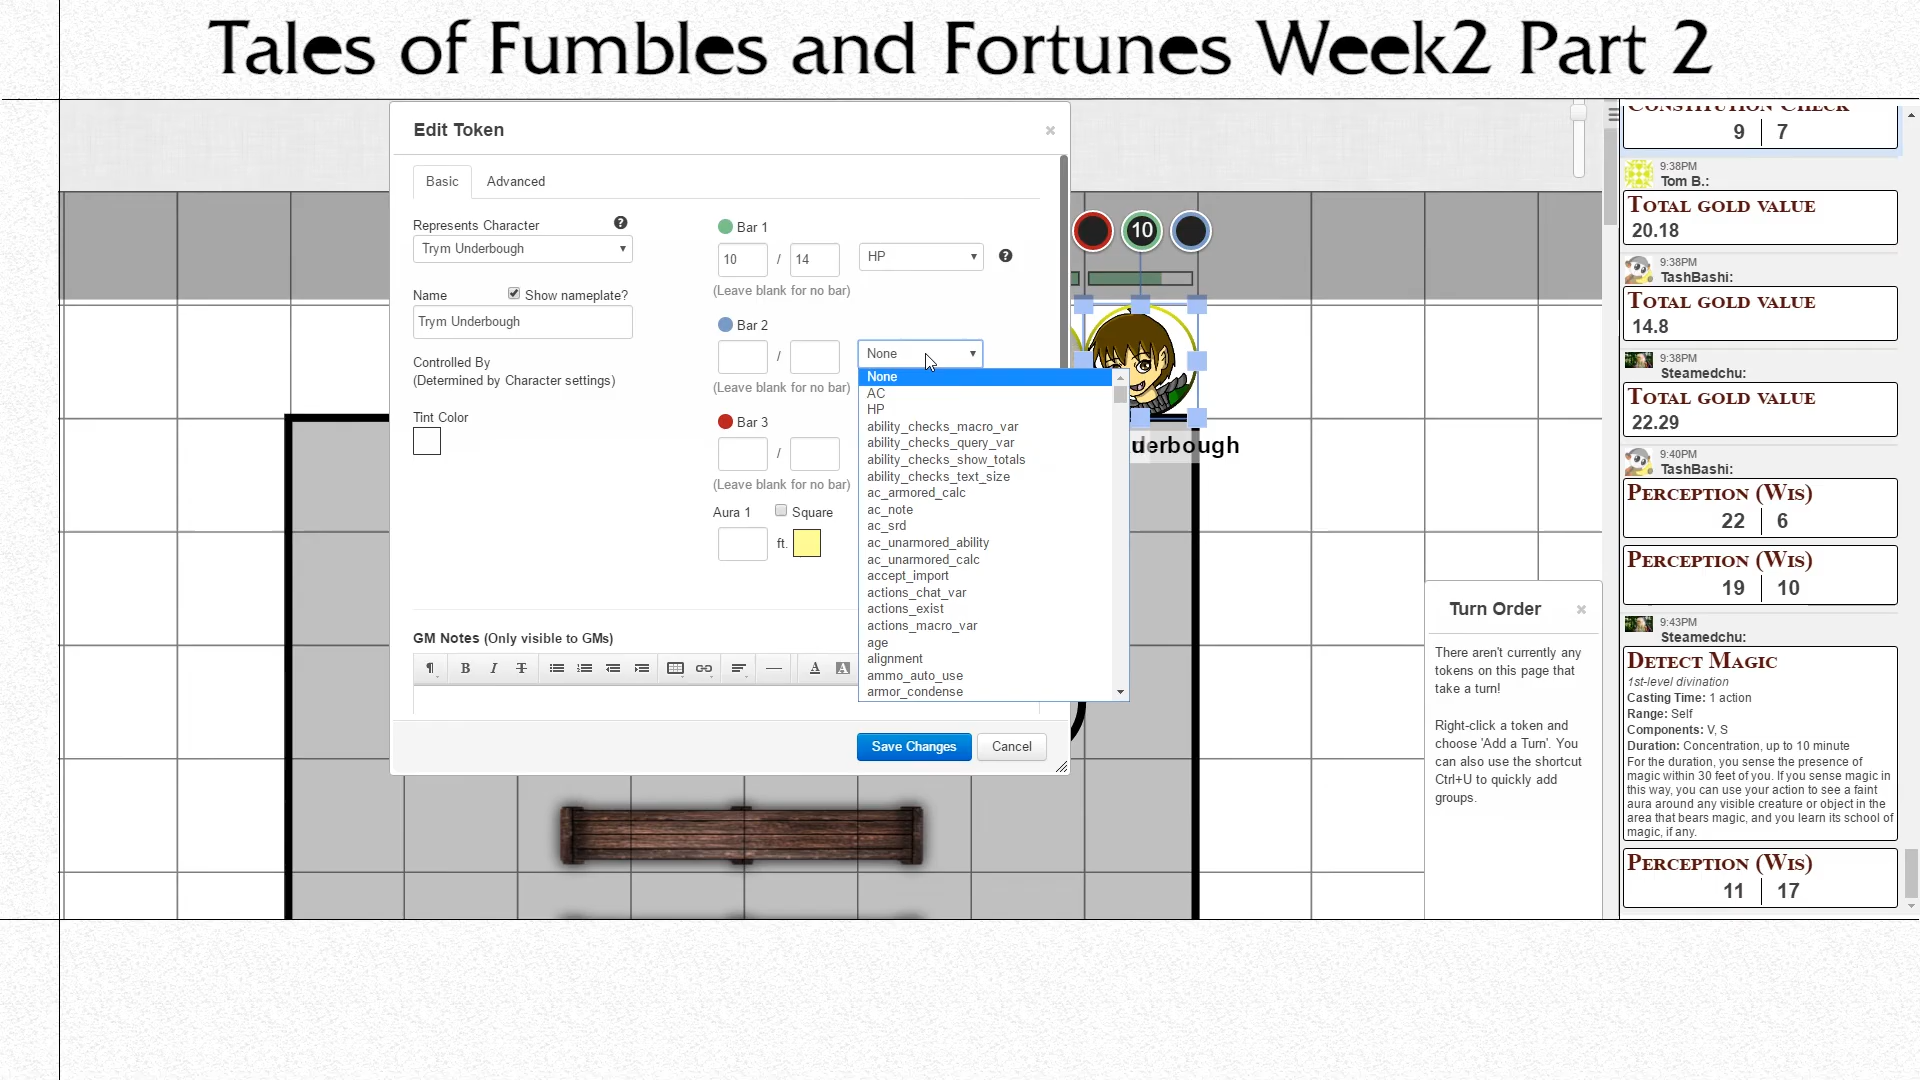 Tales of Fumbles and Fortunes Week2 Part 2
Edit Token
×
Basic
Advanced
Represents Character
?
Trym Underbough
Name
Show nameplate?
Trym Underbough
Controlled By
(Determined by Character settings)
Tint Color
Bar 1
10 / 14
HP
?
(Leave blank for no bar)
Bar 2
/
None
(Leave blank for no bar)
Bar 3
/
(Leave blank for no bar)
Aura 1
Square
ft.
None
AC
HP
ability_checks_macro_var
ability_checks_query_var
ability_checks_show_totals
ability_checks_text_size
ac_armored_calc
ac_note
ac_srd
ac_unarmored_ability
ac_unarmored_calc
accept_import
actions_chat_var
actions_exist
actions_macro_var
age
alignment
ammo_auto_use
armor_condense
GM Notes (Only visible to GMs)
¶ B I T A A
Save Changes
Cancel
10
derbough
Turn Order
×
There aren't currently any
tokens on this page that
take a turn!
Right-click a token and
choose 'Add a Turn'. You
can also use the shortcut
Ctrl+U to quickly add
groups.
Constitution Check
9 | 7
9:38PM
Tom B.:
Total gold value
20.18
9:38PM
TashBashi:
Total gold value
14.8
9:38PM
Steamedchu:
Total gold value
22.29
9:40PM
TashBashi:
Perception (Wis)
22 | 6
Perception (Wis)
19 | 10
9:43PM
Steamedchu:
Detect Magic
1st-level divination
Casting Time: 1 action
Range: Self
Components: V, S
Duration: Concentration, up to 10 minute
For the duration, you sense the presence of
magic within 30 feet of you. If you sense magic in
this way, you can use your action to see a faint
aura around any visible creature or object in the
area that bears magic, and you learn its school of
magic, if any.
Perception (Wis)
11 | 17